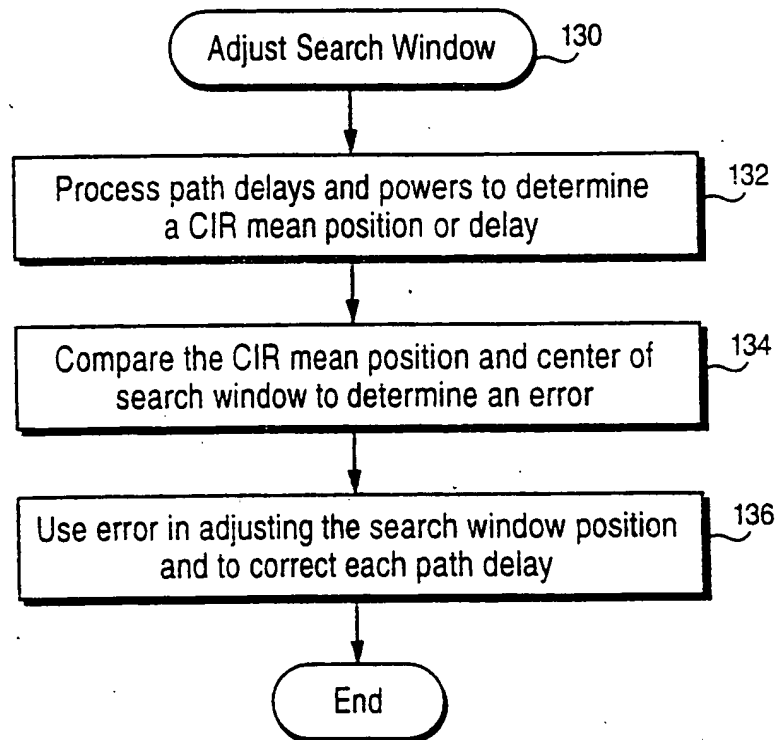 Adjust Search Window
130
Process path delays and powers to determine
a CIR mean position or delay
132
Compare the CIR mean position and center of
search window to determine an error
134
Use error in adjusting the search window position
and to correct each path delay
136
End